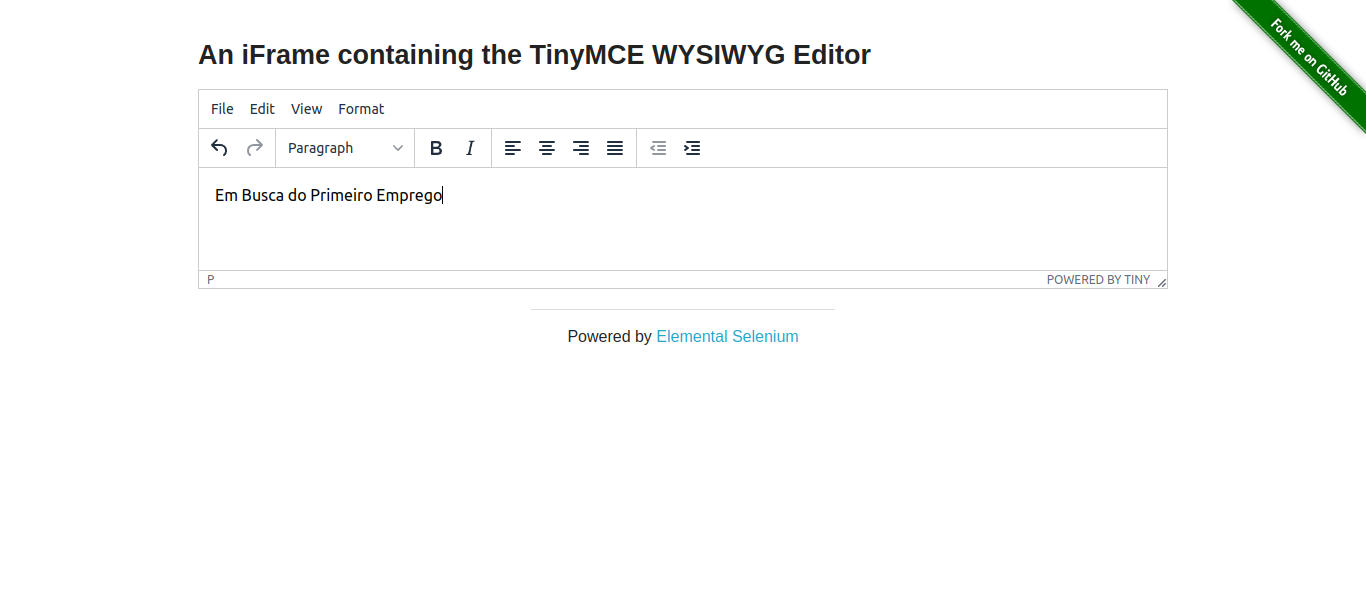 Fork me on GitHub
An iFrame containing the TinyMCE WYSIWYG Editor
File Edit View Format
Paragraph B I
Em Busca do Primeiro Emprego
P POWERED BY TINY
Powered by Elemental Selenium